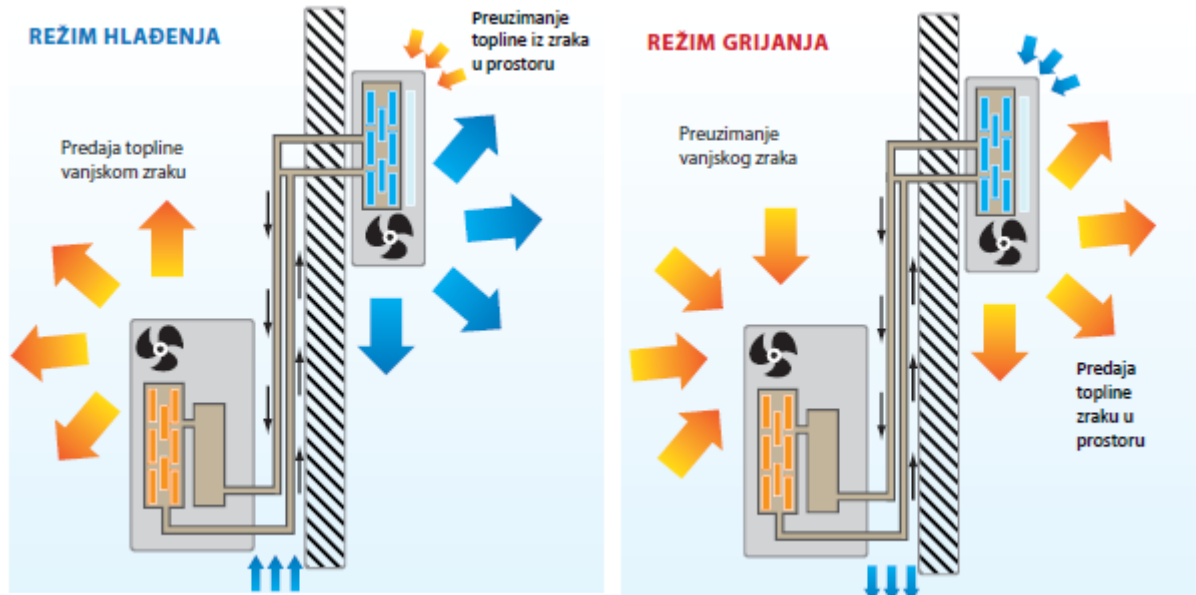 REŽIM HLAĐENJA
Preuzimanje
topline iz zraka
u prostoru
Predaja topline
vanjskom zraku
REŽIM GRIJANJA
Preuzimanje
vanjskog zraka
Predaja
topline
zraku u
prostoru